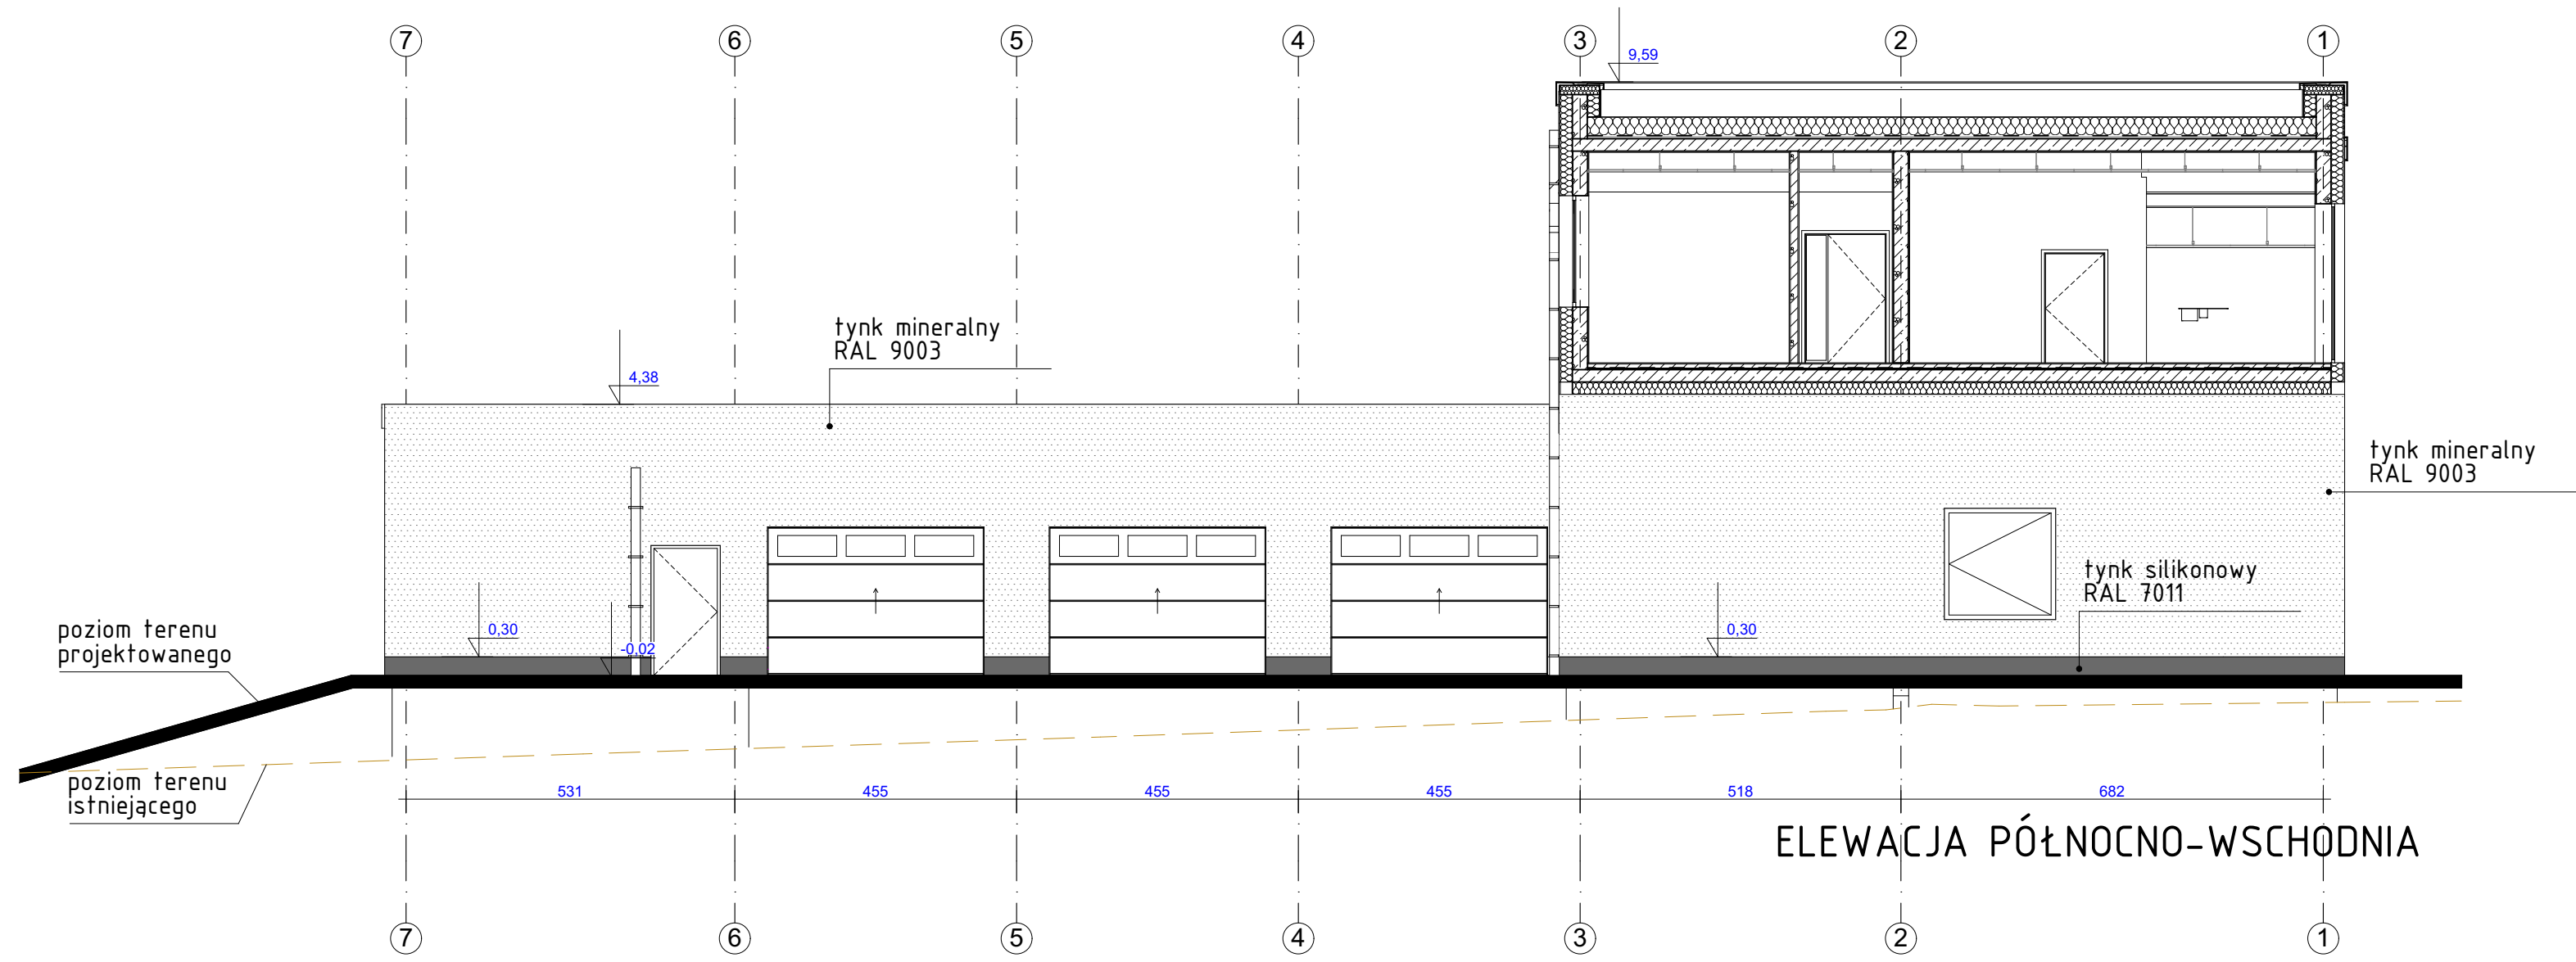 7 6 5 4 3 2 1
9,59
tynk mineralny
RAL 9003
4,38
tynk mineralny
RAL 9003
tynk silikonowy
RAL 7011
poziom terenu
projektowanego
0,30
-0,02
0,30
poziom terenu
istniejącego
531 455 455 455 518 682
ELEWACJA PÓŁNOCNO-WSCHODNIA
7 6 5 4 3 2 1